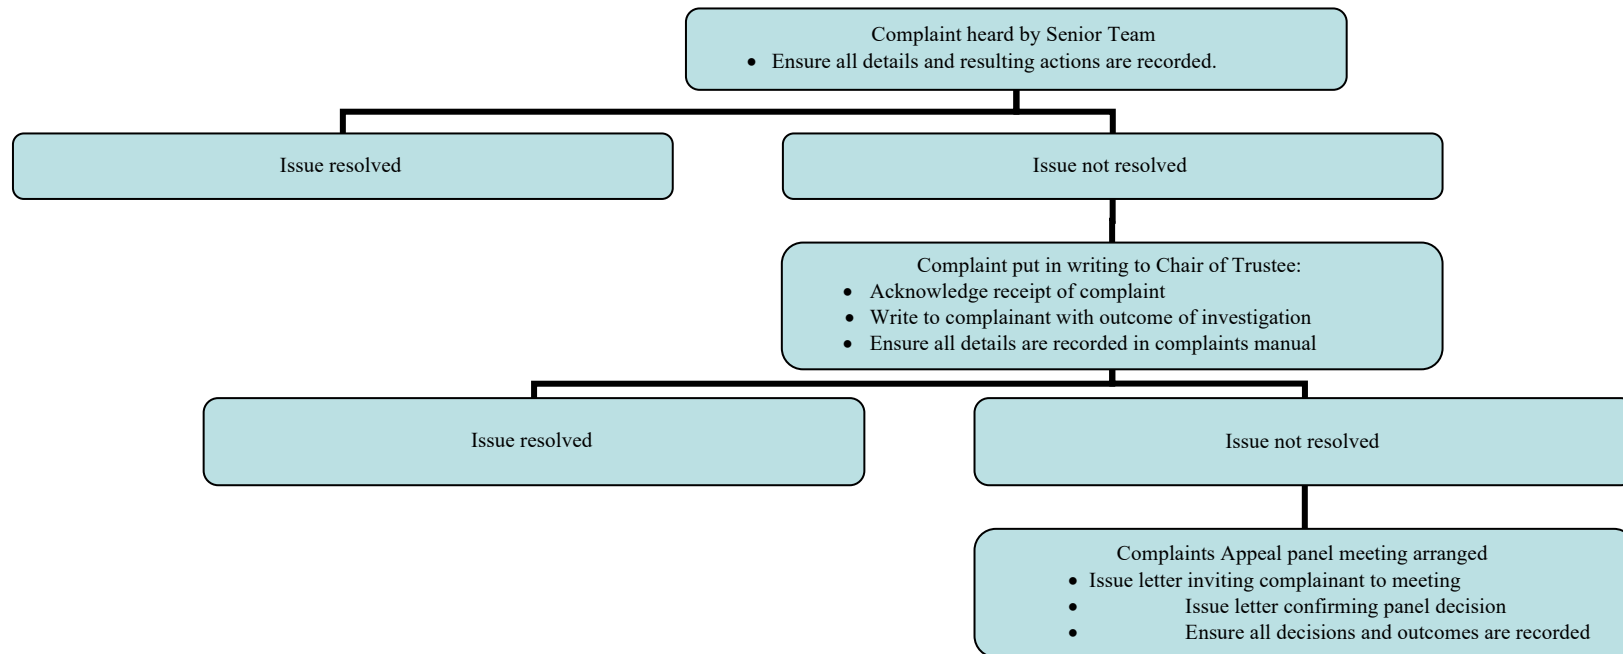 Complaint heard by Senior Team
• Ensure all details and resulting actions are recorded.
Issue resolved
Issue not resolved
Complaint put in writing to Chair of Trustee:
• Acknowledge receipt of complaint
• Write to complainant with outcome of investigation
• Ensure all details are recorded in complaints manual
Issue resolved
Issue not resolved
Complaints Appeal panel meeting arranged
• Issue letter inviting complainant to meeting
• Issue letter confirming panel decision
• Ensure all decisions and outcomes are recorded